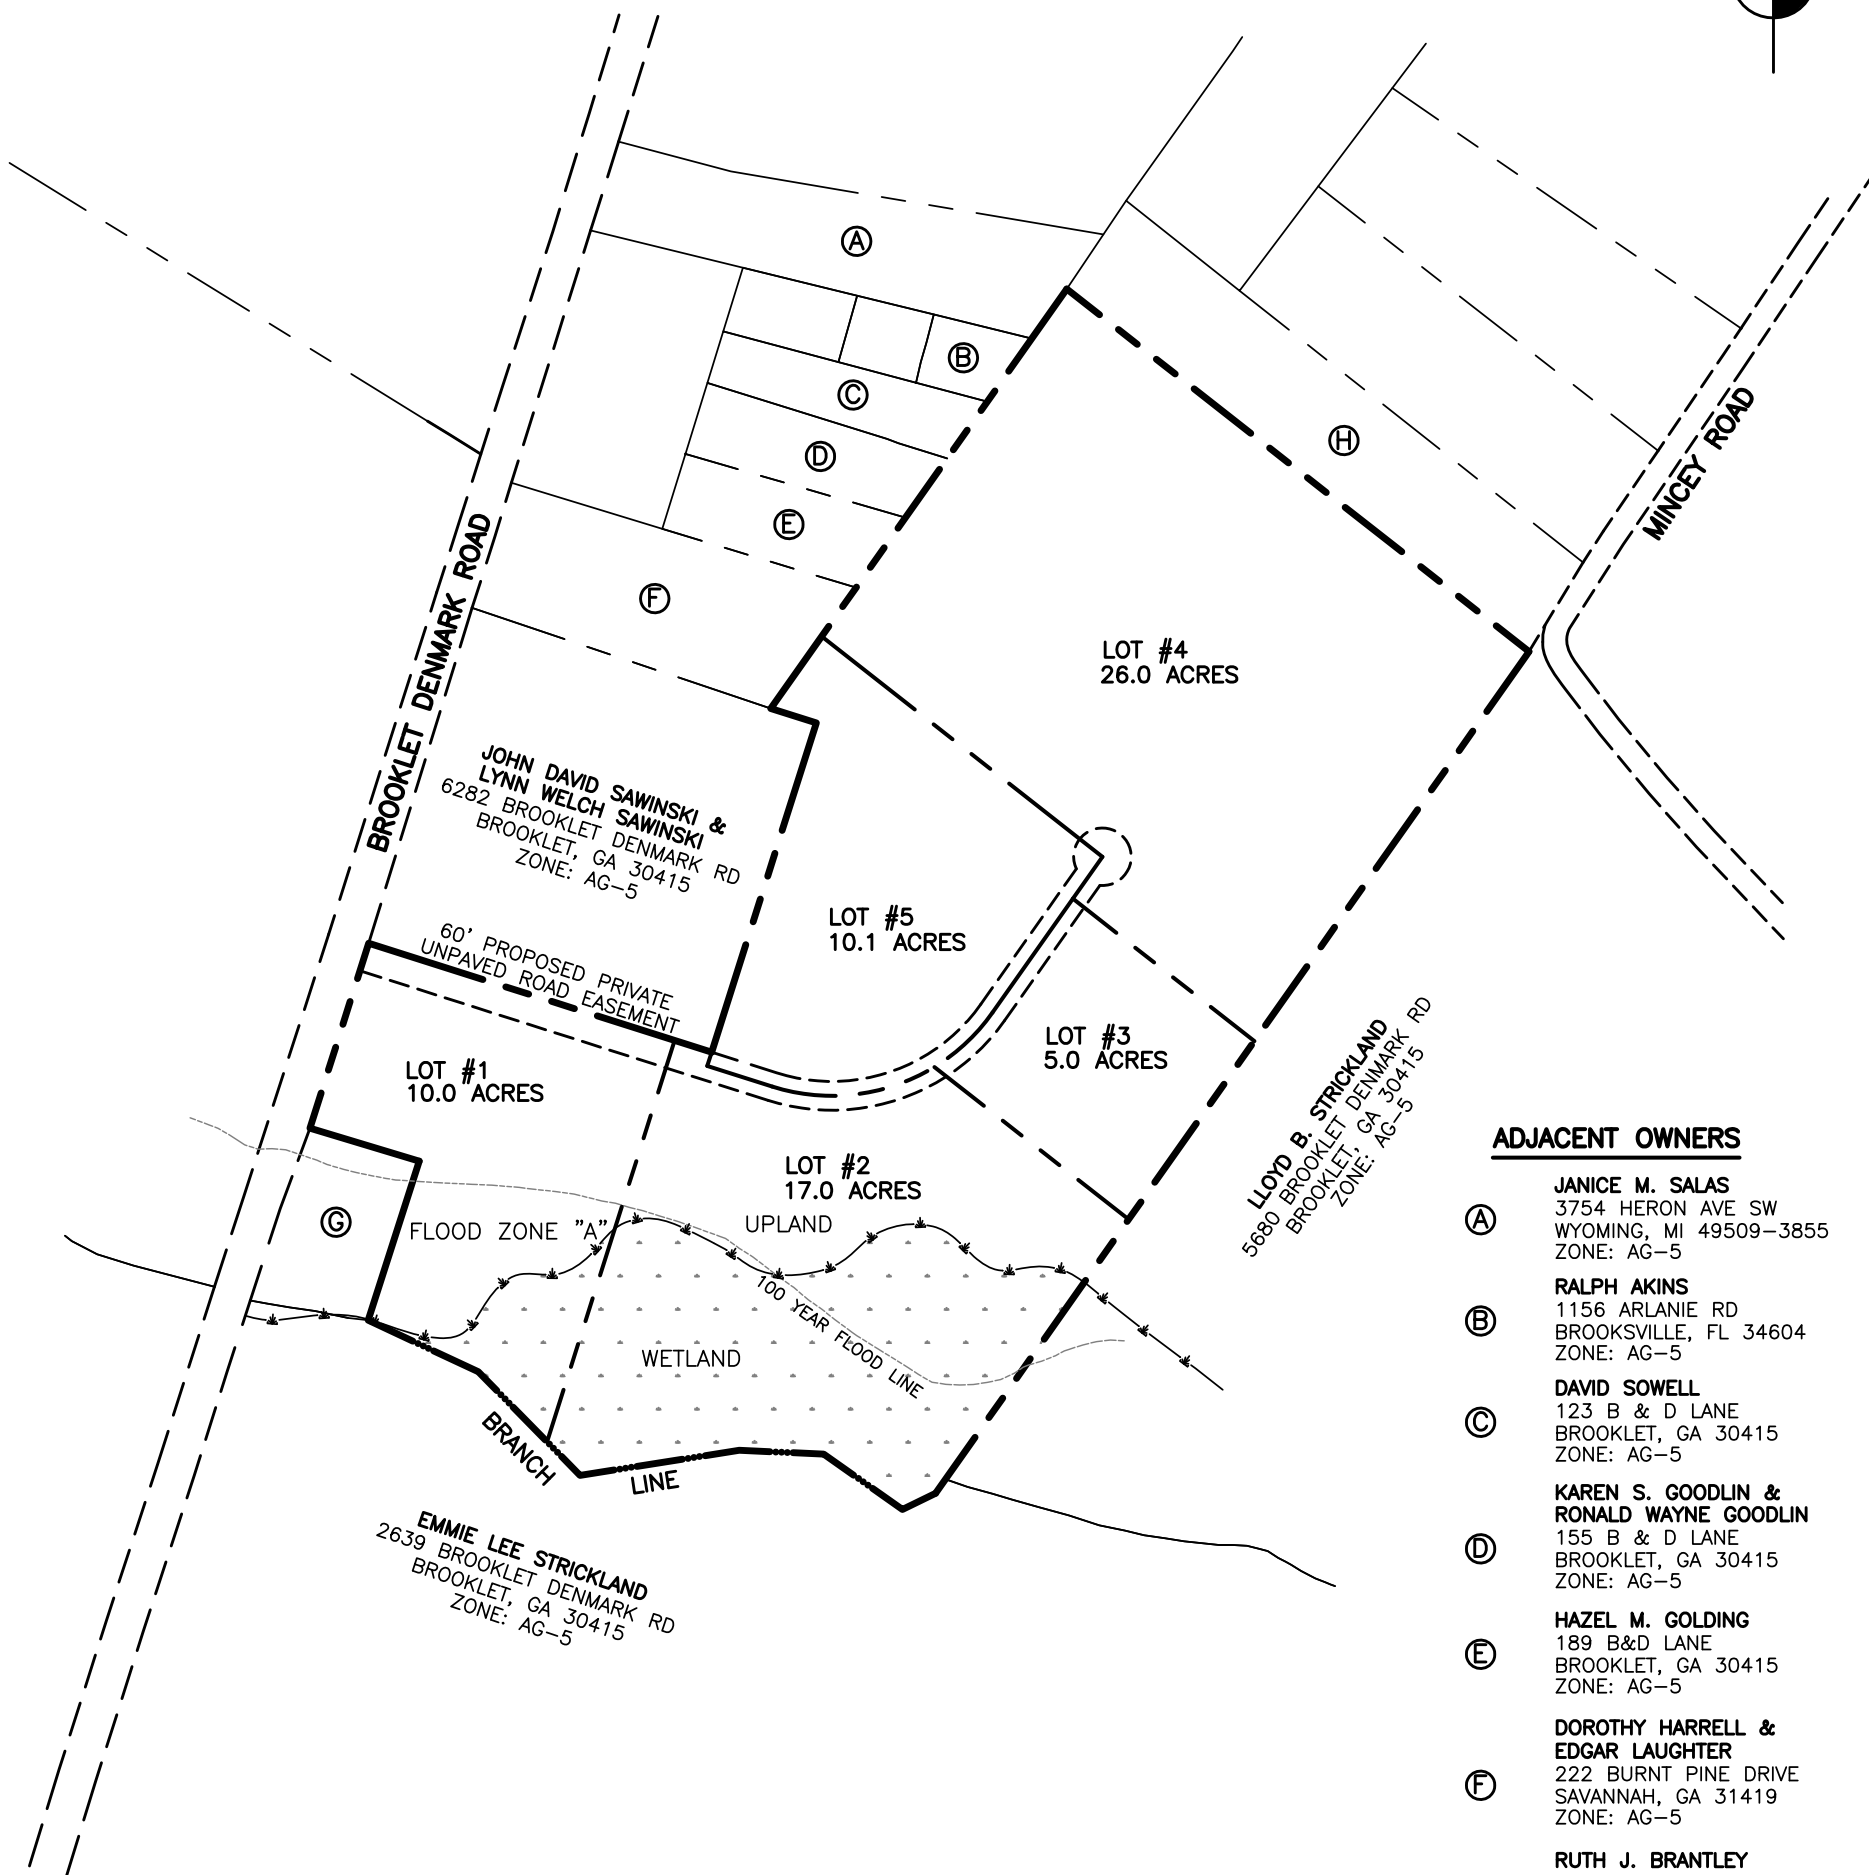 A
B
C
D
E
F
H
BROOKLET DENMARK ROAD
MINCEY ROAD
LOT #4
26.0 ACRES
JOHN DAVID SAWINSKI &
LYNN WELCH SAWINSKI
6282 BROOKLET DENMARK RD
BROOKLET, GA 30415
ZONE: AG-5
LOT #5
10.1 ACRES
60' PROPOSED PRIVATE
UNPAVED ROAD EASEMENT
LOT #3
5.0 ACRES
LOT #1
10.0 ACRES
LLOYD B. STRICKLAND
5680 BROOKLET DENMARK RD
BROOKLET, GA 30415
ZONE: AG-5
LOT #2
17.0 ACRES
G
FLOOD ZONE "A"
UPLAND
100 YEAR FLOOD LINE
WETLAND
BRANCH
LINE
EMMIE LEE STRICKLAND
2639 BROOKLET DENMARK RD
BROOKLET, GA 30415
ZONE: AG-5
ADJACENT OWNERS
A
JANICE M. SALAS
3754 HERON AVE SW
WYOMING, MI 49509-3855
ZONE: AG-5
B
RALPH AKINS
1156 ARLANIE RD
BROOKSVILLE, FL 34604
ZONE: AG-5
C
DAVID SOWELL
123 B & D LANE
BROOKLET, GA 30415
ZONE: AG-5
D
KAREN S. GOODLIN &
RONALD WAYNE GOODLIN
155 B & D LANE
BROOKLET, GA 30415
ZONE: AG-5
E
HAZEL M. GOLDING
189 B&D LANE
BROOKLET, GA 30415
ZONE: AG-5
F
DOROTHY HARRELL &
EDGAR LAUGHTER
222 BURNT PINE DRIVE
SAVANNAH, GA 31419
ZONE: AG-5
RUTH J. BRANTLEY